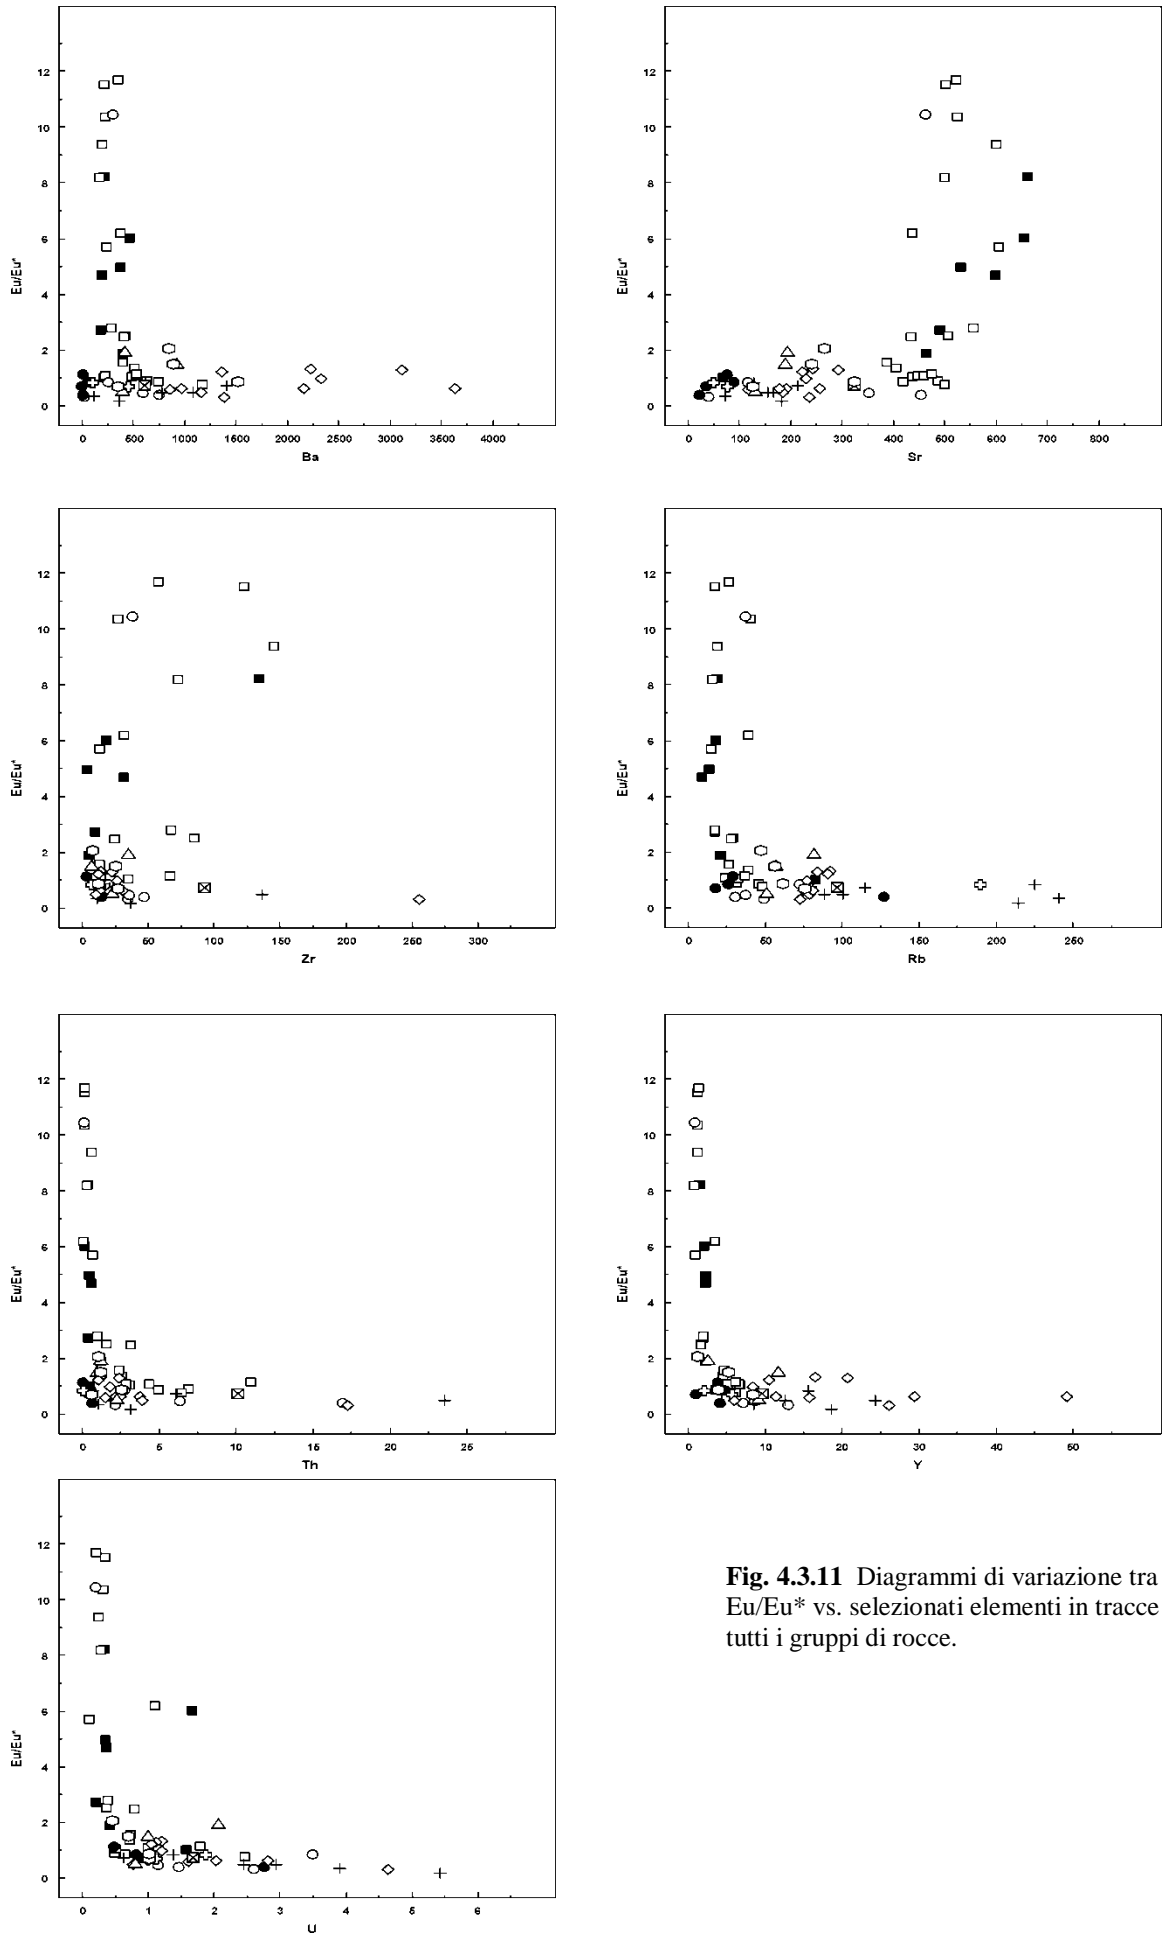 12 12
10 10
8 8
6 6
Eu/Eu* Eu/Eu*
4 4
2 2
0 0
0 500 1000 1500 2000 2500 3000 3500 4000 0 100 200 300 400 500 600 700 800
Ba Sr
12 12
10 10
8 8
6 6
Eu/Eu* Eu/Eu*
4 4
2 2
0 0
0 50 100 150 200 250 300 0 50 100 150 200 250
Zr Rb
12 12
10 10
8 8
6 6
Eu/Eu* Eu/Eu*
4 4
2 2
0 0
0 5 10 15 20 25 0 10 20 30 40 50
Th Y
12
10
8
6
Eu/Eu*
4
2
0
0 1 2 3 4 5 6
U
Fig. 4.3.11 Diagrammi di variazione tra
Eu/Eu* vs. selezionati elementi in tracce
tutti i gruppi di rocce.